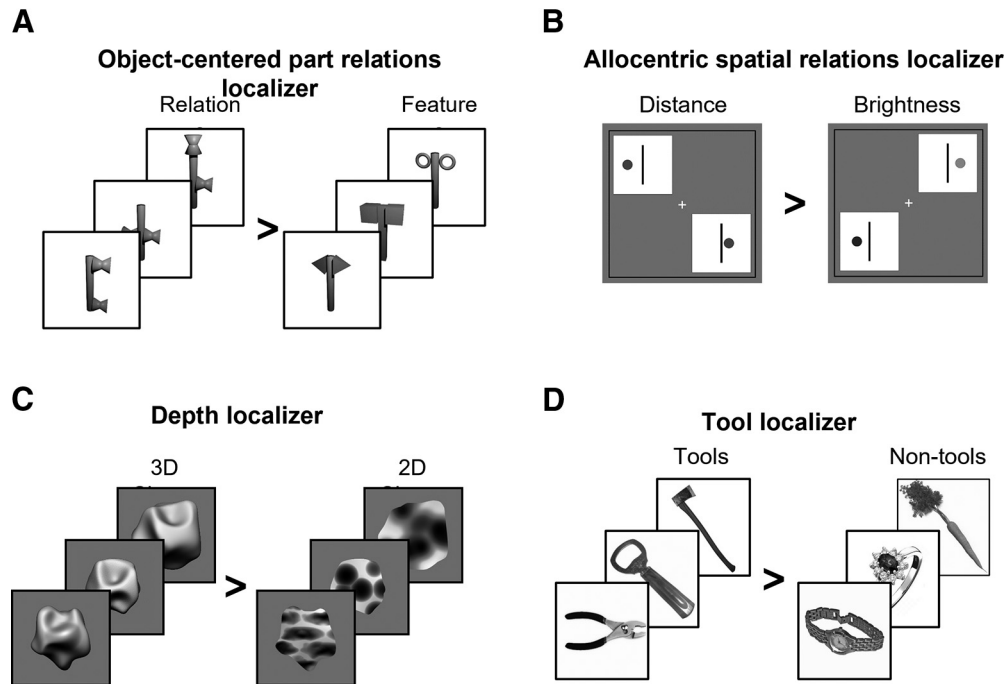 A
Object-centered part relations
localizer
Relation
Feature
>
B
Allocentric spatial relations localizer
Distance
Brightness
+
>
+
C
Depth localizer
3D
2D
>
D
Tool localizer
Tools
Non-tools
>